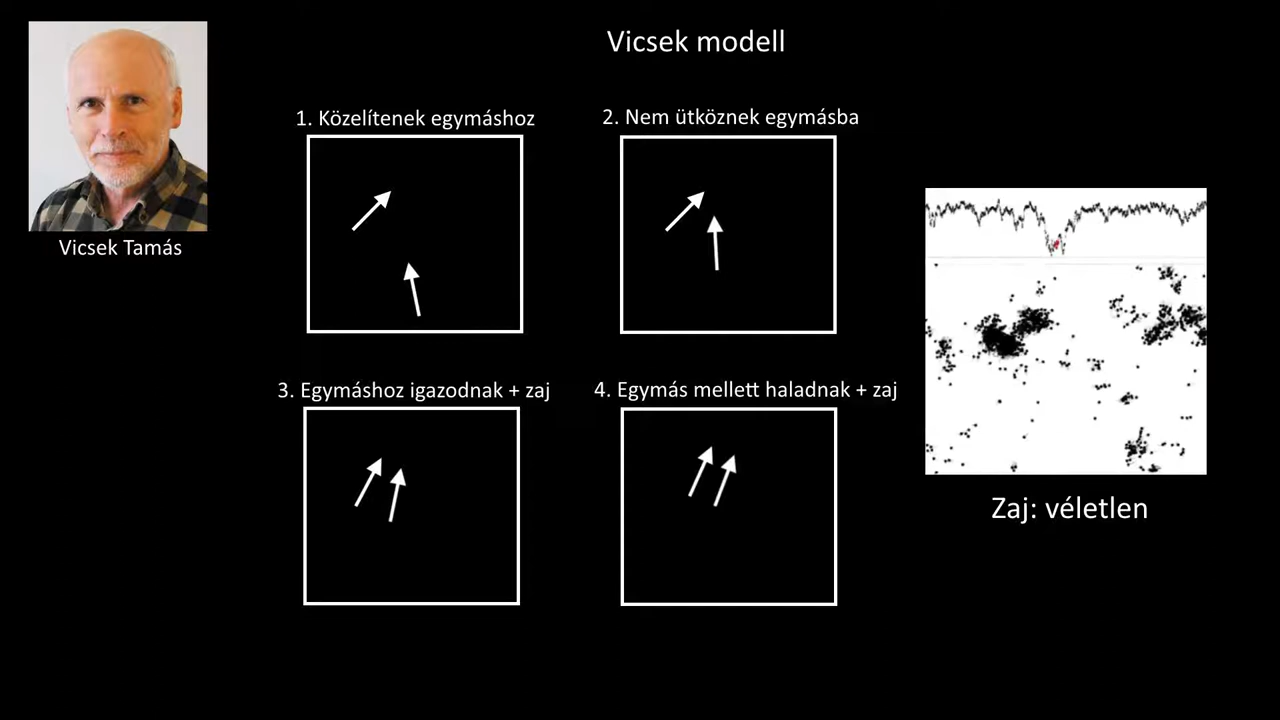 Vicsek modell
Vicsek Tamás
1. Közelítenek egymáshoz
2. Nem ütköznek egymásba
3. Egymáshoz igazodnak + zaj
4. Egymás mellett haladnak + zaj
Zaj: véletlen